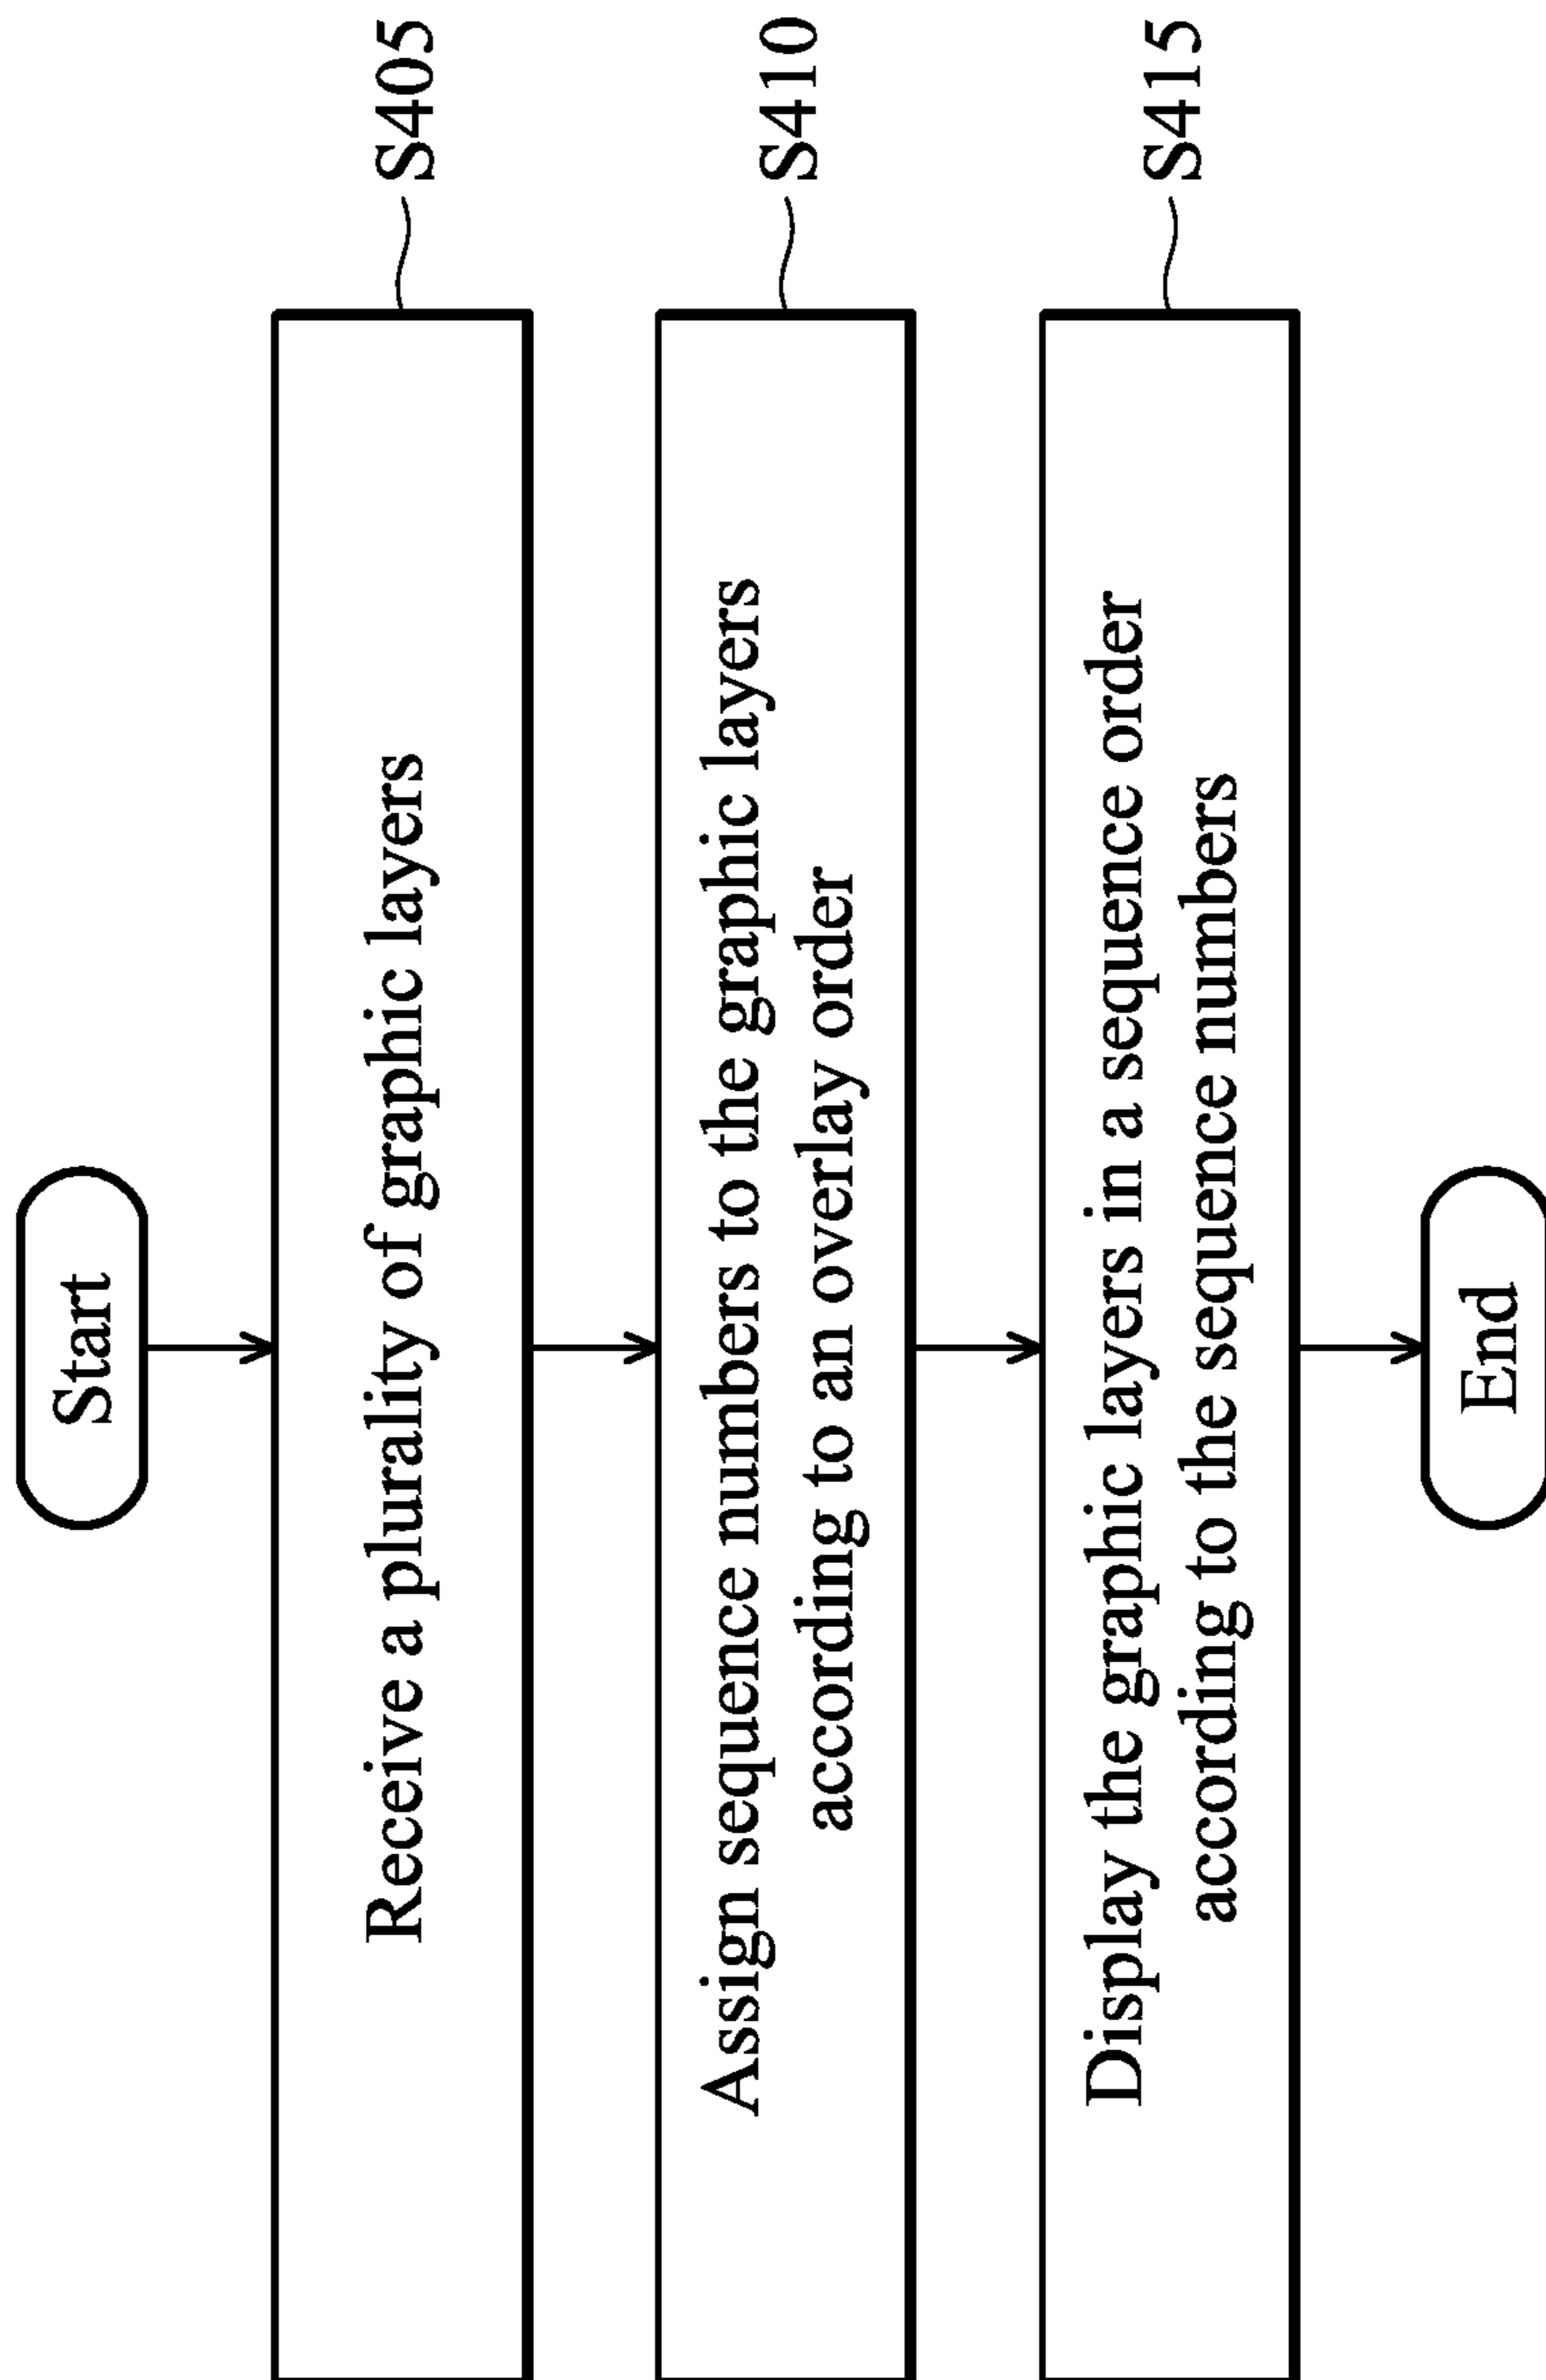 Start
Receive a plurality of graphic layers
S405
Assign sequence numbers to the graphic layers
according to an overlay order
S410
Display the graphic layers in a sequence order
according to the sequence numbers
S415
End